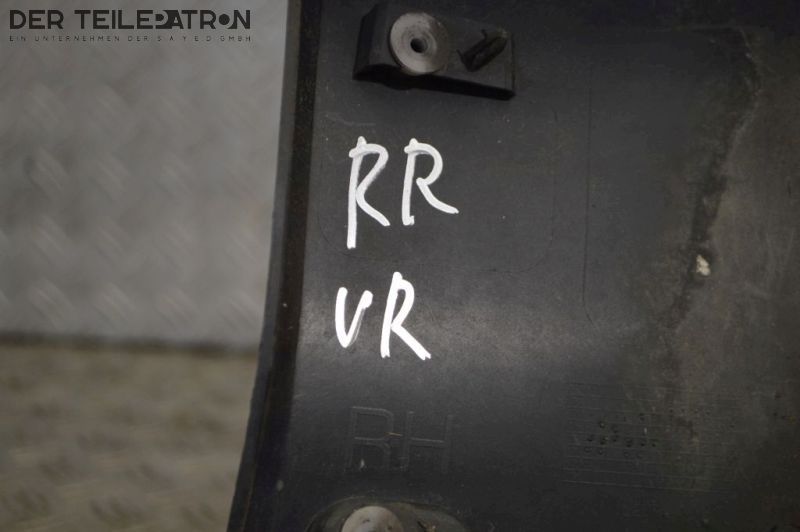 DER TEILEPATRON
EIN UNTERNEHMEN DER S A Y E D GMBH
RR
VR
RH